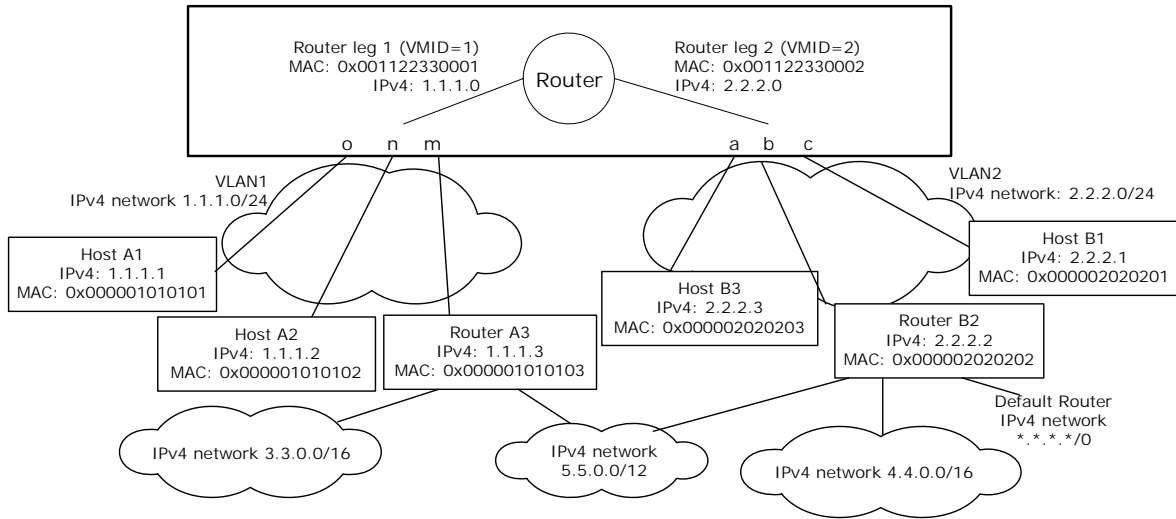 Router leg 1 (VMID=1)
MAC: 0x001122330001
IPv4: 1.1.1.0
Router
Router leg 2 (VMID=2)
MAC: 0x001122330002
IPv4: 2.2.2.0
o n m
a b c
VLAN1
IPv4 network 1.1.1.0/24
VLAN2
IPv4 network: 2.2.2.0/24
Host A1
IPv4: 1.1.1.1
MAC: 0x000001010101
Host B1
IPv4: 2.2.2.1
MAC: 0x000002020201
Host B3
IPv4: 2.2.2.3
MAC: 0x000002020203
Host A2
IPv4: 1.1.1.2
MAC: 0x000001010102
Router A3
IPv4: 1.1.1.3
MAC: 0x000001010103
Router B2
IPv4: 2.2.2.2
MAC: 0x000002020202
Default Router
IPv4 network
*.*.*.*/0
IPv4 network 3.3.0.0/16
IPv4 network
5.5.0.0/12
IPv4 network 4.4.0.0/16